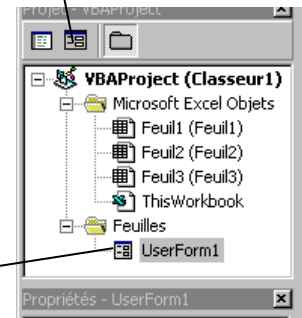 Projet - VBAProject
VBAProject (Classeur1)
Microsoft Excel Objets
Feuil1 (Feuil1)
Feuil2 (Feuil2)
Feuil3 (Feuil3)
ThisWorkbook
Feuilles
UserForm1
Propriétés - UserForm1